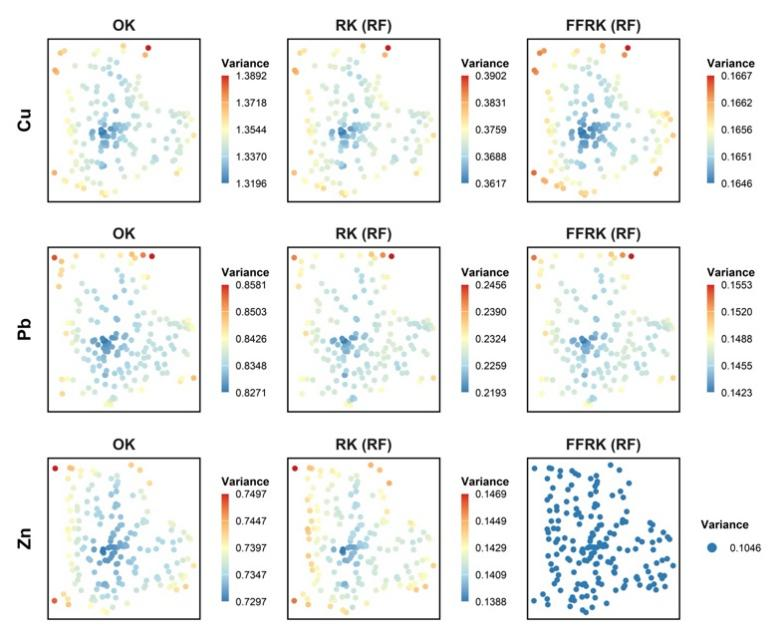 OK
RK (RF)
FFRK (RF)
Cu
Variance
1.3892
1.3718
1.3544
1.3370
1.3196
Variance
0.3902
0.3831
0.3759
0.3688
0.3617
Variance
0.1667
0.1662
0.1656
0.1651
0.1646
OK
RK (RF)
FFRK (RF)
Pb
Variance
0.8581
0.8503
0.8426
0.8348
0.8271
Variance
0.2456
0.2390
0.2324
0.2259
0.2193
Variance
0.1553
0.1520
0.1488
0.1455
0.1423
OK
RK (RF)
FFRK (RF)
Zn
Variance
0.7497
0.7447
0.7397
0.7347
0.7297
Variance
0.1469
0.1449
0.1429
0.1409
0.1388
Variance
0.1046